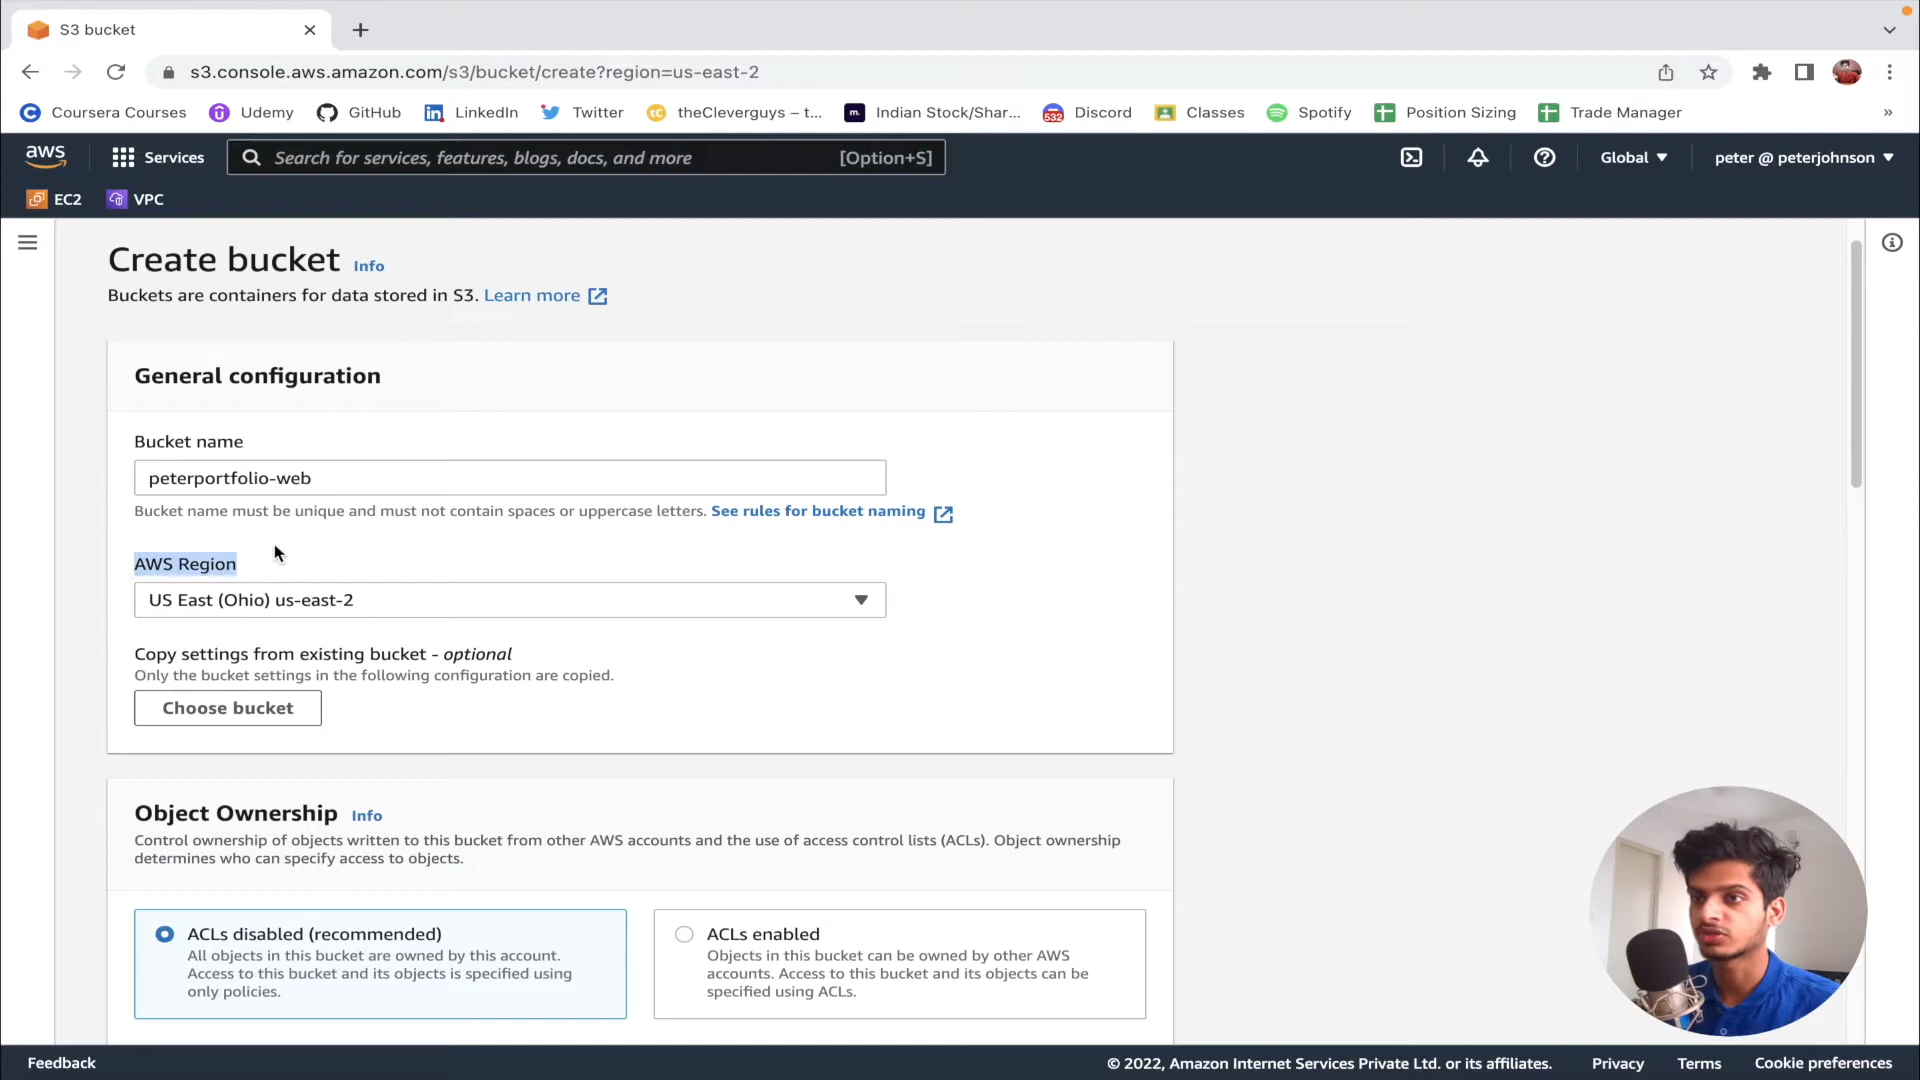 S3 bucket
s3.console.aws.amazon.com/s3/bucket/create?region=us-east-2
Coursera Courses Udemy GitHub LinkedIn Twitter tC theCleverguys – t... m. Indian Stock/Shar... 532 Discord Classes Spotify Position Sizing Trade Manager »
aws Services Search for services, features, blogs, docs, and more [Option+S] Global ▼ peter @ peterjohnson ▼
EC2 VPC
Create bucket Info
Buckets are containers for data stored in S3. Learn more
General configuration
Bucket name
peterportfolio-web
Bucket name must be unique and must not contain spaces or uppercase letters. See rules for bucket naming
AWS Region
US East (Ohio) us-east-2
Copy settings from existing bucket - optional
Only the bucket settings in the following configuration are copied.
Choose bucket
Object Ownership Info
Control ownership of objects written to this bucket from other AWS accounts and the use of access control lists (ACLs). Object ownership
determines who can specify access to objects.
ACLs disabled (recommended)
All objects in this bucket are owned by this account.
Access to this bucket and its objects is specified using
only policies.
ACLs enabled
Objects in this bucket can be owned by other AWS
accounts. Access to this bucket and its objects can be
specified using ACLs.
Feedback © 2022, Amazon Internet Services Private Ltd. or its affiliates. Privacy Terms Cookie preferences